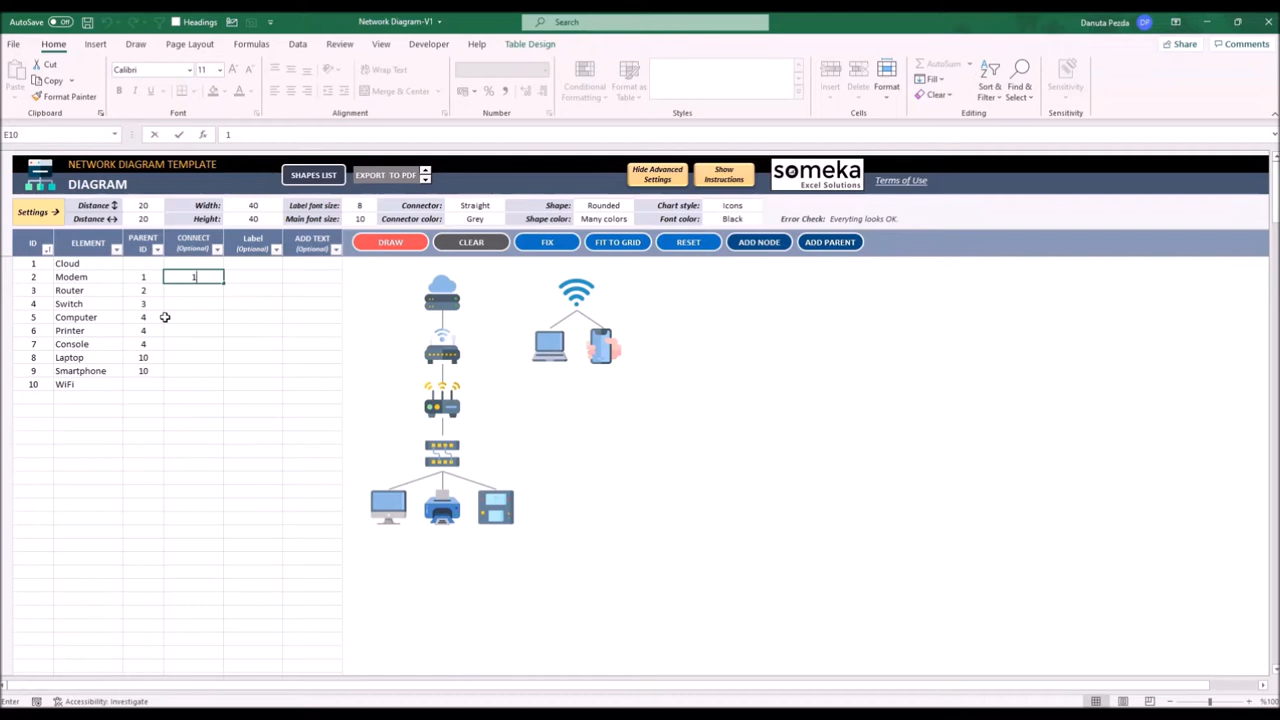 AutoSave Off Headings Network Diagram-V1 Search Danuta Pezda DP
File Home Insert Draw Page Layout Formulas Data Review View Developer Help Table Design Share Comments
Paste Cut Copy Format Painter
Calibri 11 A A
B I U A
Wrap Text
Merge & Center
Conditional Formatting Format as Table
Insert Delete Format
AutoSum Fill Clear
Sort & Filter Find & Select Sensitivity
Clipboard Font Alignment Number Styles Cells Editing Sensitivity
E10 fx 1
NETWORK DIAGRAM TEMPLATE
DIAGRAM
SHAPES LIST EXPORT TO PDF
Hide Advanced Settings
Show Instructions
someka
Excel Solutions
Terms of Use
Settings
Distance 20 Width: 40 Label font size: 8 Connector: Straight Shape: Rounded Chart style: Icons
Distance 20 Height: 40 Main font size: 10 Connector color: Grey Shape color: Many colors Font color: Black Error Check: Everyting looks OK.
ID ELEMENT PARENT ID CONNECT (Optional) Label (Optional) ADD TEXT (Optional)
DRAW CLEAR FIX FIT TO GRID RESET ADD NODE ADD PARENT
1 Cloud
2 Modem 1 1
3 Router 2
4 Switch 3
5 Computer 4
6 Printer 4
7 Console 4
8 Laptop 10
9 Smartphone 10
10 WiFi
Enter Accessibility: Investigate %100